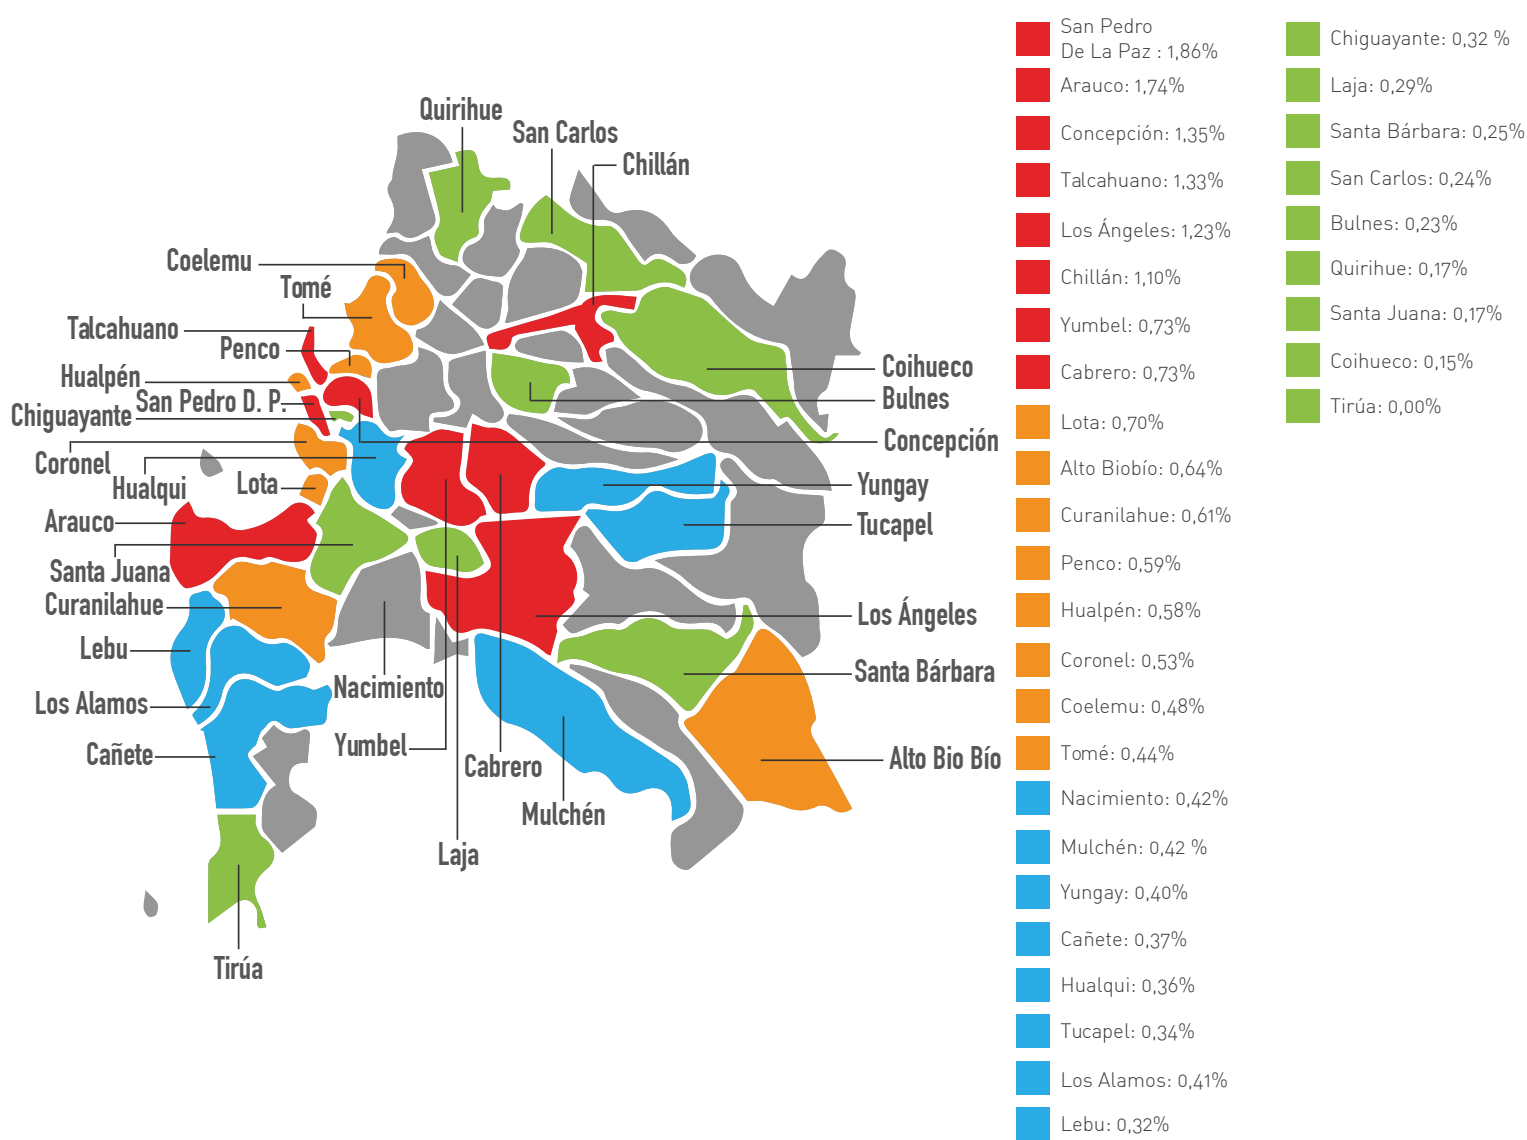 Quirihue
San Carlos
Chillán
Coelemu
Tomé
Talcahuano
Penco
Hualpén
San Pedro D. P.
Chiguayante
Coronel
Hualqui
Lota
Arauco
Santa Juana
Curanilahue
Lebu
Los Alamos
Cañete
Nacimiento
Yumbel
Cabrero
Mulchén
Laja
Tirúa
Coihueco
Bulnes
Concepción
Yungay
Tucapel
Los Ángeles
Santa Bárbara
Alto Bio Bío
San Pedro
De La Paz : 1,86%
Arauco: 1,74%
Concepción: 1,35%
Talcahuano: 1,33%
Los Ángeles: 1,23%
Chillán: 1,10%
Yumbel: 0,73%
Cabrero: 0,73%
Lota: 0,70%
Alto Biobío: 0,64%
Curanilahue: 0,61%
Penco: 0,59%
Hualpén: 0,58%
Coronel: 0,53%
Coelemu: 0,48%
Tomé: 0,44%
Nacimiento: 0,42%
Mulchén: 0,42 %
Yungay: 0,40%
Cañete: 0,37%
Hualqui: 0,36%
Tucapel: 0,34%
Los Alamos: 0,41%
Lebu: 0,32%
Chiguayante: 0,32 %
Laja: 0,29%
Santa Bárbara: 0,25%
San Carlos: 0,24%
Bulnes: 0,23%
Quirihue: 0,17%
Santa Juana: 0,17%
Coihueco: 0,15%
Tirúa: 0,00%